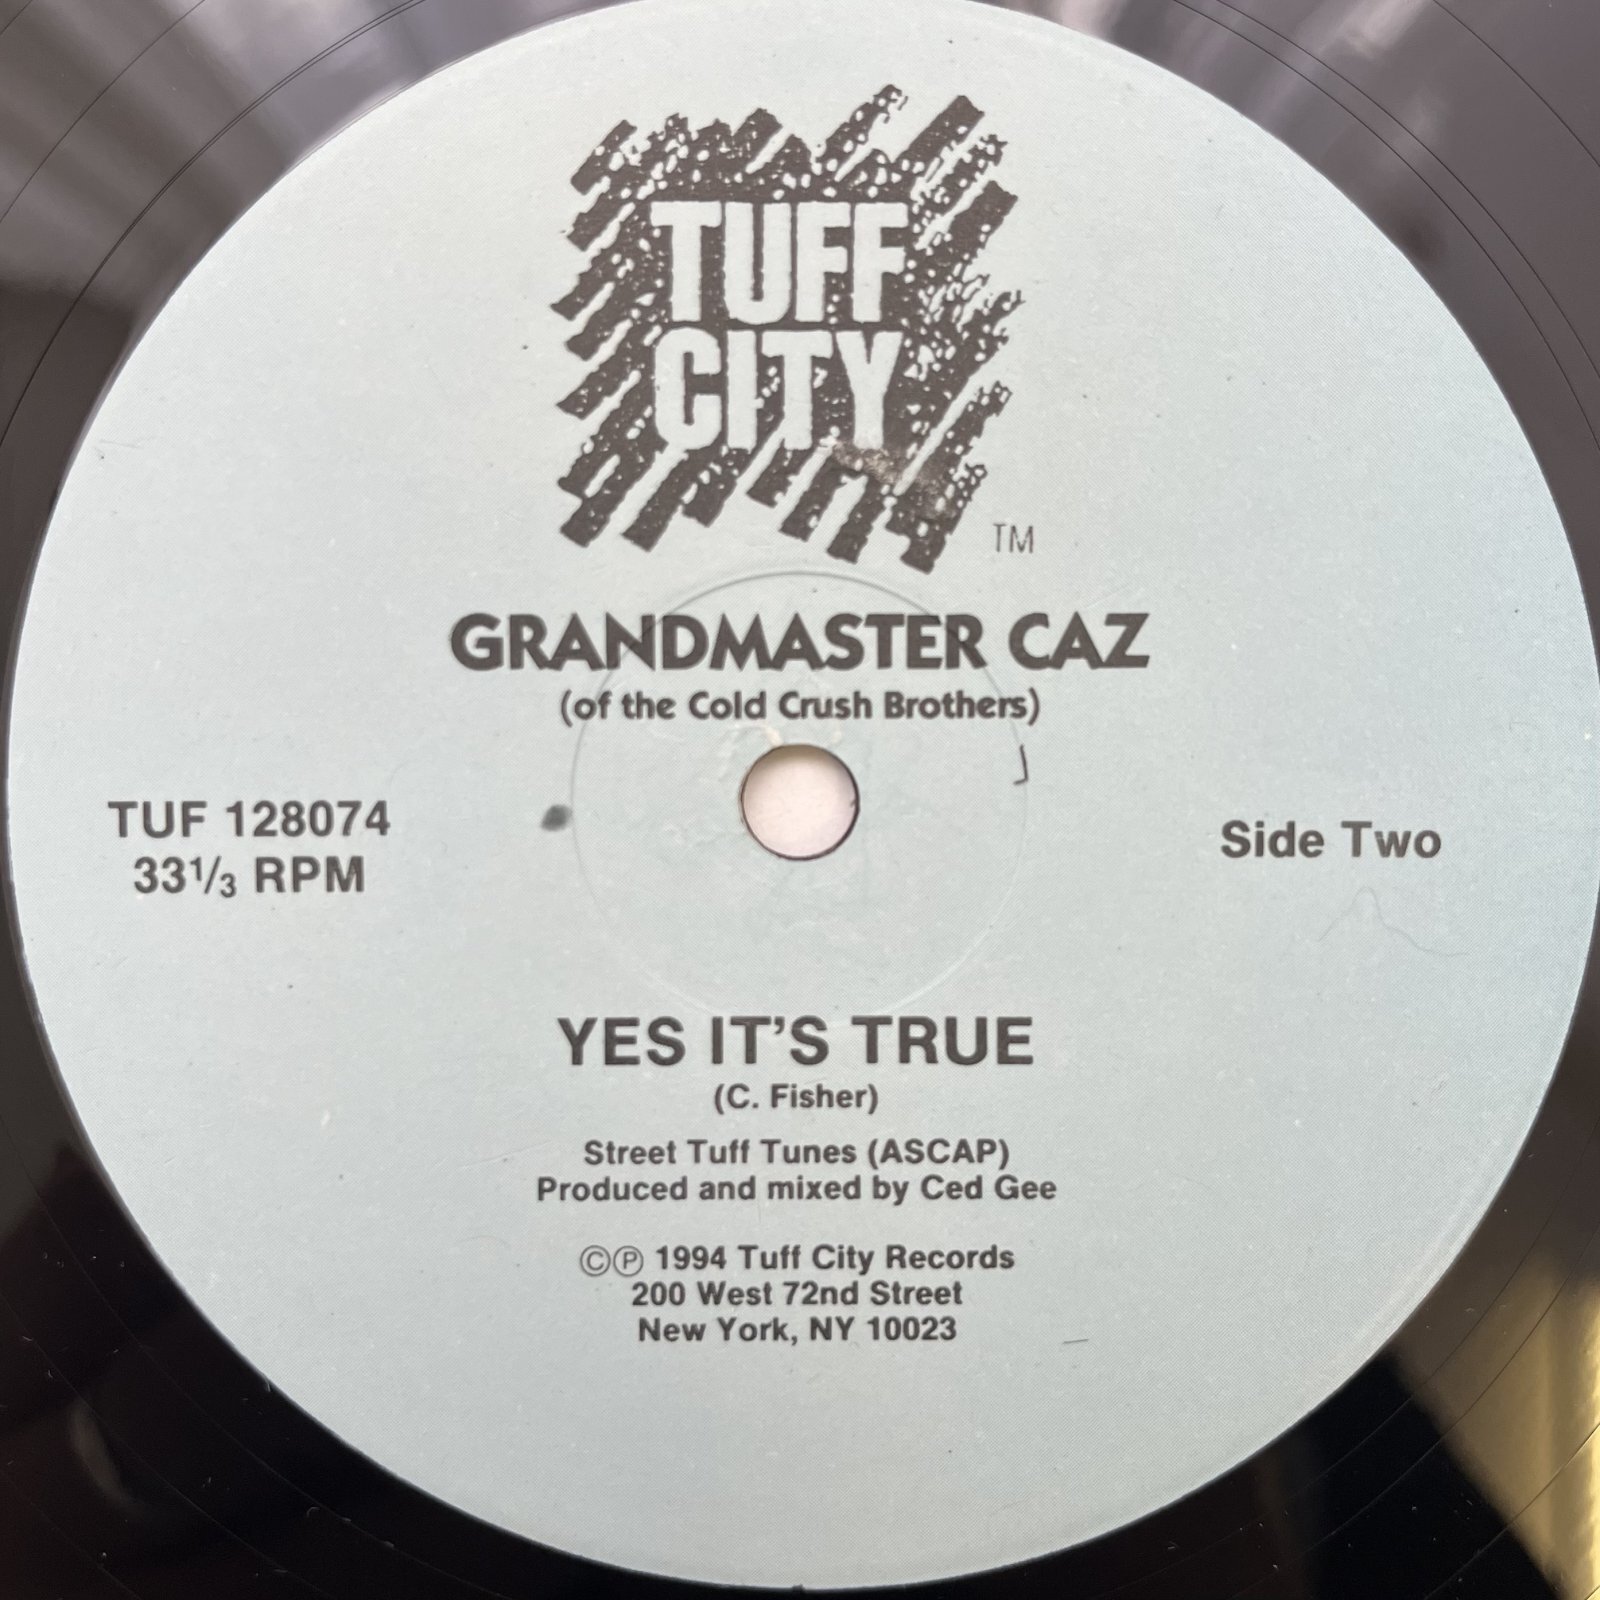 TUFF
CITY
TM
GRANDMASTER CAZ
(of the Cold Crush Brothers)
TUF 128074
33⅓ RPM
Side Two
YES IT'S TRUE
(C. Fisher)
Street Tuff Tunes (ASCAP)
Produced and mixed by Ced Gee
©℗ 1994 Tuff City Records
200 West 72nd Street
New York, NY 10023